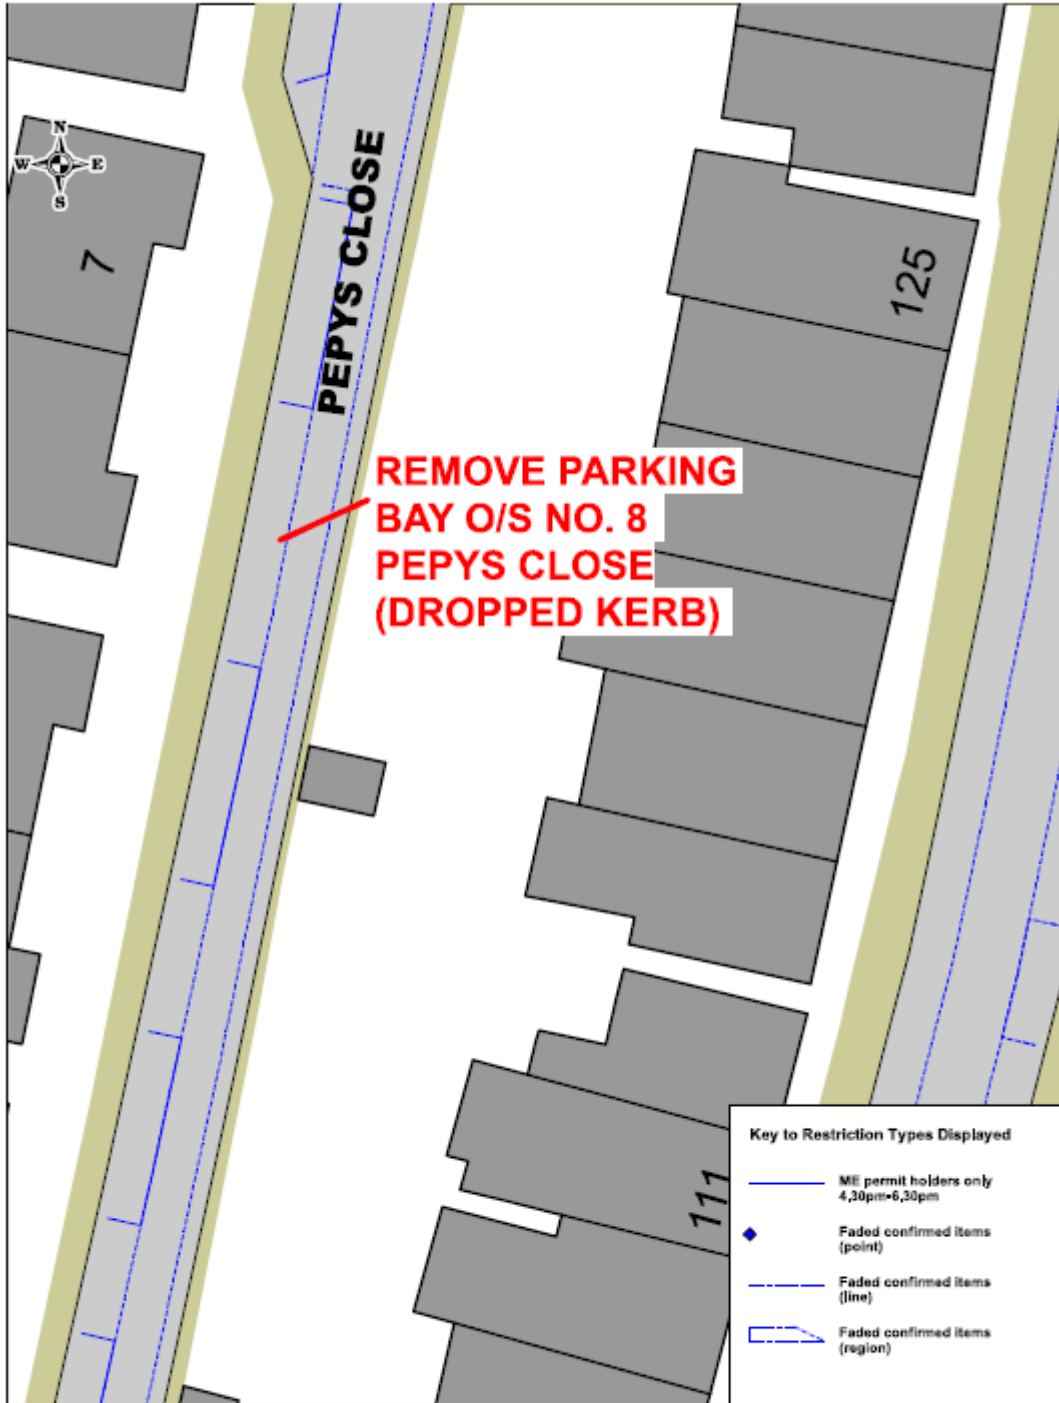 N
W E
S
7
PEPYS CLOSE
125
REMOVE PARKING
BAY O/S NO. 8
PEPYS CLOSE
(DROPPED KERB)
111
Key to Restriction Types Displayed
ME permit holders only
4.30pm-6.30pm
Faded confirmed items
(point)
Faded confirmed items
(line)
Faded confirmed items
(region)